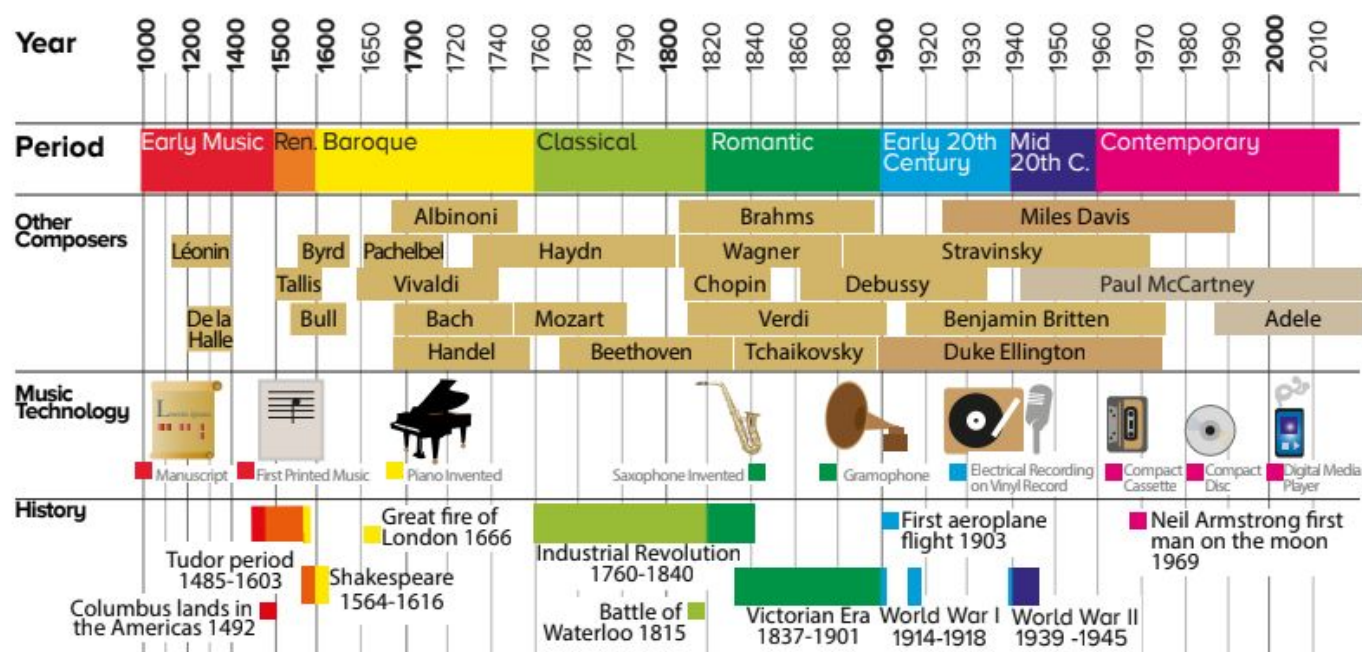 Year
1000
1200
1400
1500
1600
1650
1700
1720
1740
1760
1780
1790
1800
1820
1840
1860
1880
1900
1920
1930
1940
1950
1960
1970
1980
1990
2000
2010
Period
Early Music
Ren.
Baroque
Classical
Romantic
Early 20th
Century
Mid
20th C.
Contemporary
Other
Composers
Albinoni
Brahms
Miles Davis
Léonin
Byrd
Pachelbel
Haydn
Wagner
Stravinsky
Tallis
Vivaldi
Chopin
Debussy
Paul McCartney
De la
Halle
Bull
Bach
Mozart
Verdi
Benjamin Britten
Adele
Handel
Beethoven
Tchaikovsky
Duke Ellington
Music
Technology
Manuscript
First Printed Music
Piano Invented
Saxophone Invented
Gramophone
Electrical Recording
on Vinyl Record
Compact
Cassette
Compact
Disc
Digital Media
Player
History
Tudor period
1485-1603
Great fire of
London 1666
Shakespeare
1564-1616
Columbus lands in
the Americas 1492
Industrial Revolution
1760-1840
Battle of
Waterloo 1815
Victorian Era
1837-1901
First aeroplane
flight 1903
World War I
1914-1918
World War II
1939 -1945
Neil Armstrong first
man on the moon
1969